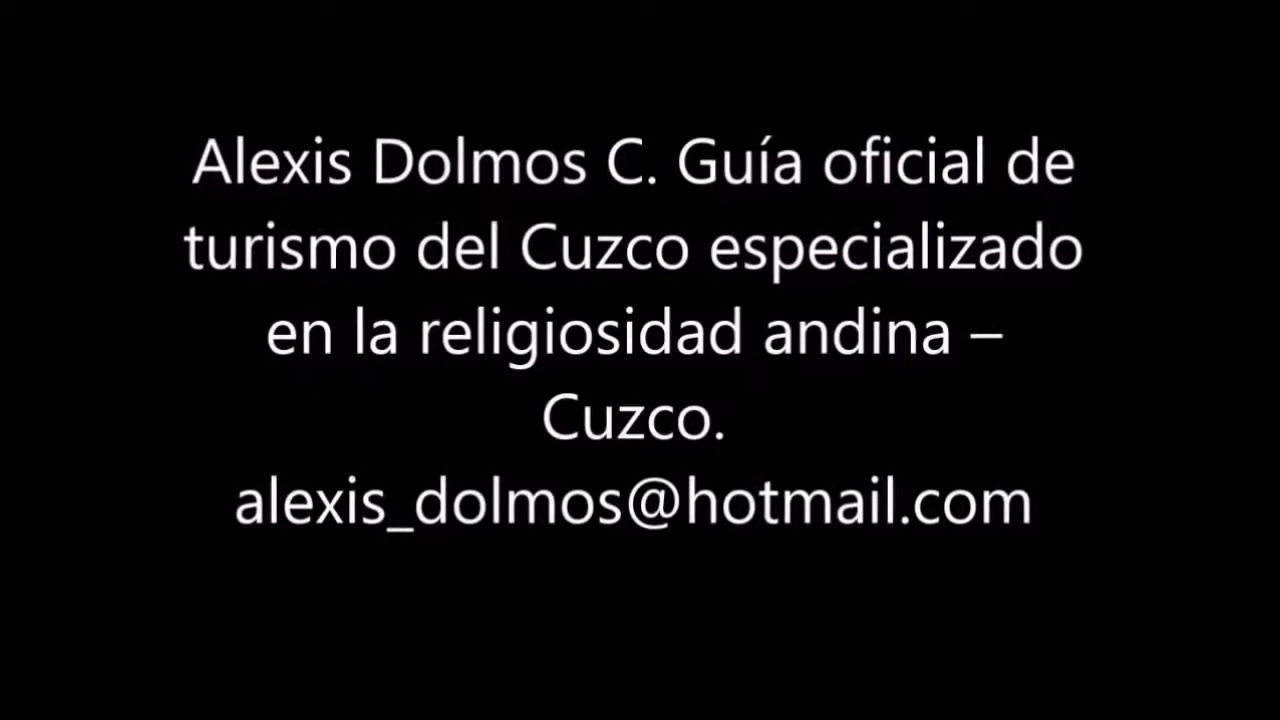 Alexis Dolmos C. Guía oficial de
turismo del Cuzco especializado
en la religiosidad andina –
Cuzco.
alexis_dolmos@hotmail.com